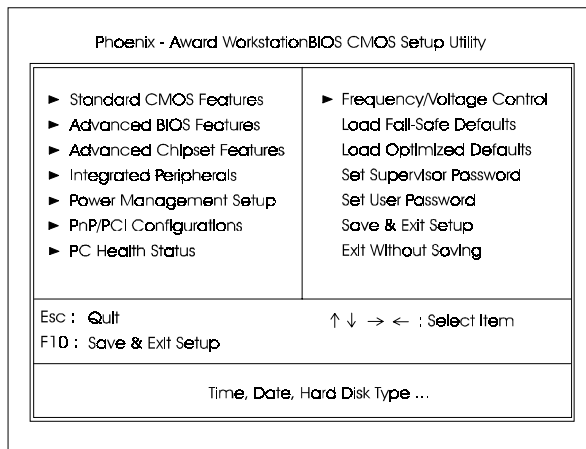 Phoenix - Award WorkstationBIOS CMOS Setup Utility
► Standard CMOS Features
► Advanced BIOS Features
► Advanced Chipset Features
► Integrated Peripherals
► Power Management Setup
► PnP/PCI Configurations
► PC Health Status
► Frequency/Voltage Control
Load Fail-Safe Defaults
Load Optimized Defaults
Set Supervisor Password
Set User Password
Save & Exit Setup
Exit Without Saving
Esc : Quit
↑ ↓ → ← : Select Item
F10 : Save & Exit Setup
Time, Date, Hard Disk Type ...